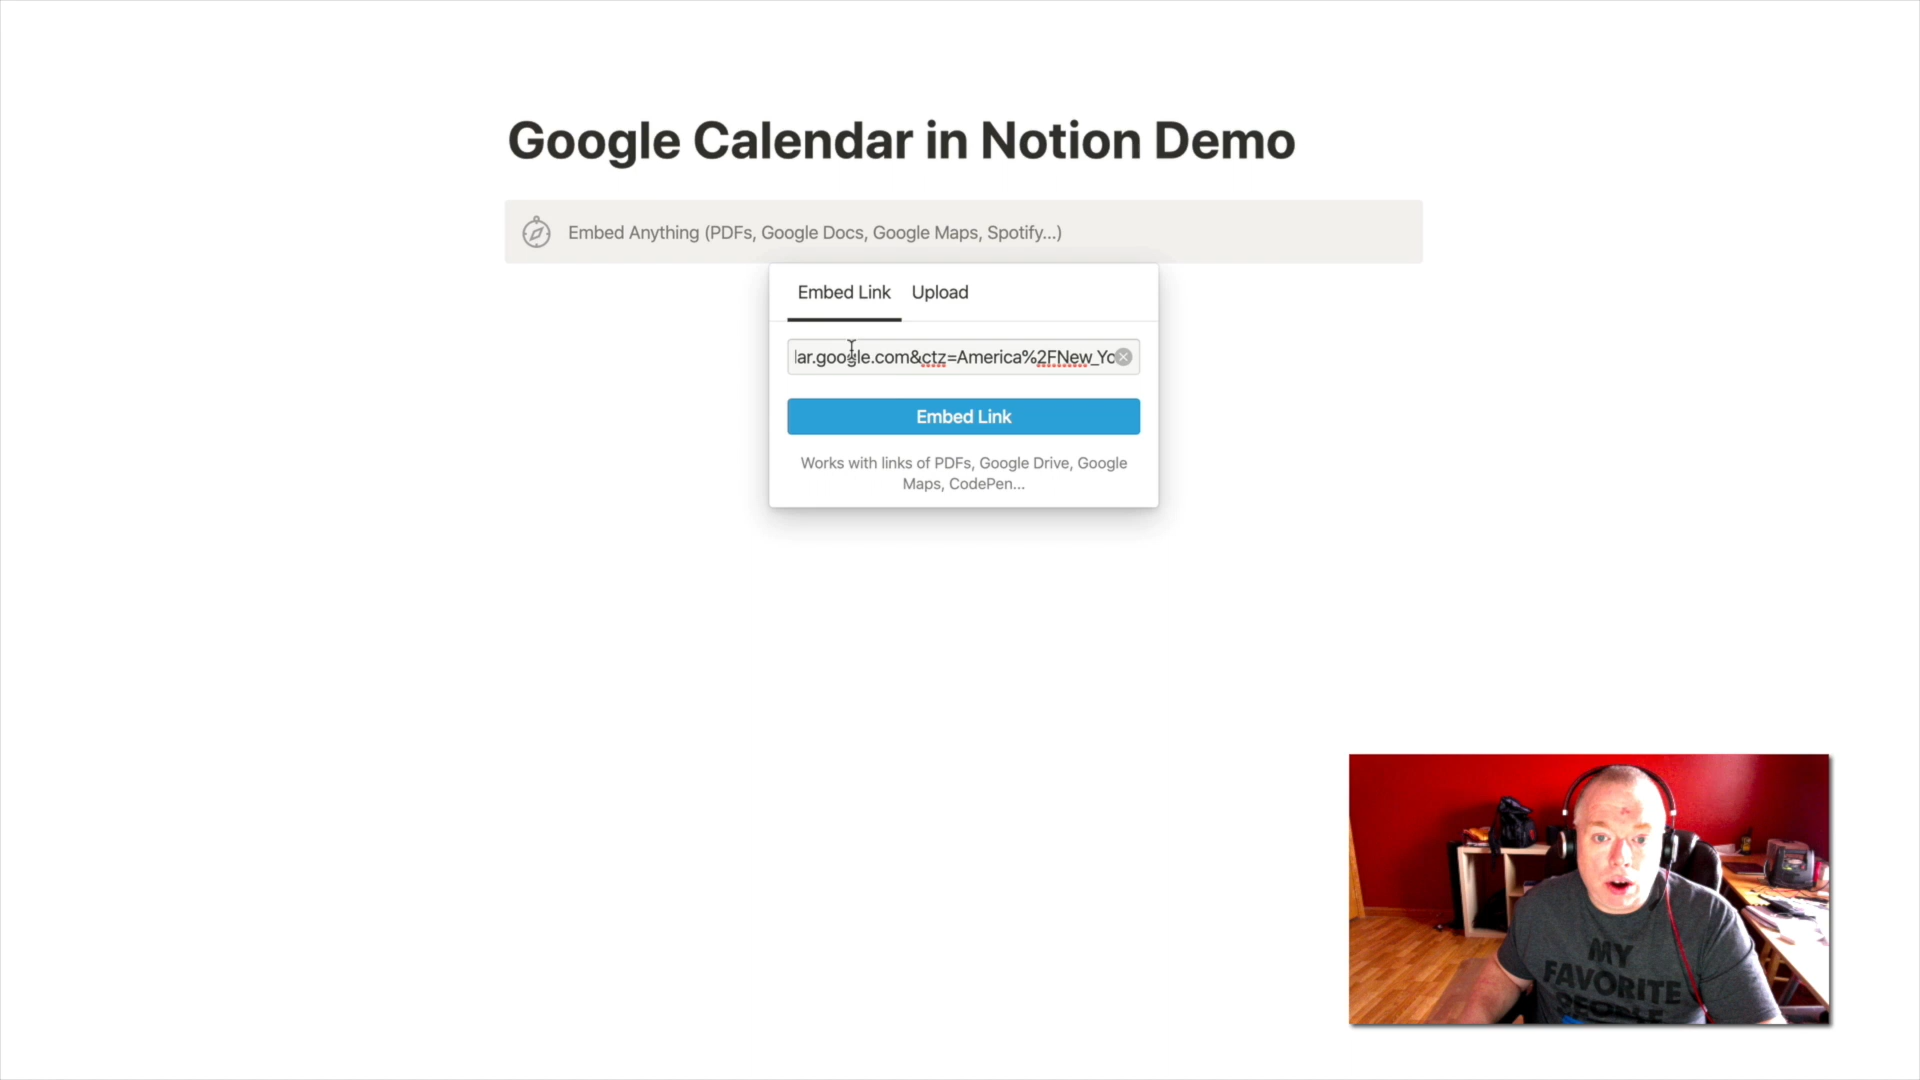 Google Calendar in Notion Demo
Embed Anything (PDFs, Google Docs, Google Maps, Spotify...)
Embed Link Upload
lar.google.com&ctz=America%2FNew_Yo
Embed Link
Works with links of PDFs, Google Drive, Google
Maps, CodePen...
MY
FAVORITE
PEOPLE